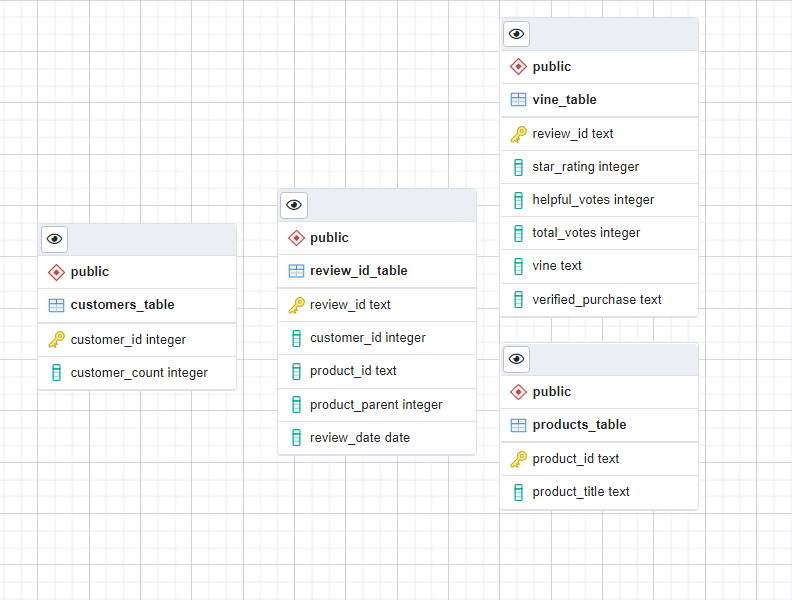 public
customers_table
customer_id integer
customer_count integer
public
review_id_table
review_id text
customer_id integer
product_id text
product_parent integer
review_date date
public
vine_table
review_id text
star_rating integer
helpful_votes integer
total_votes integer
vine text
verified_purchase text
public
products_table
product_id text
product_title text